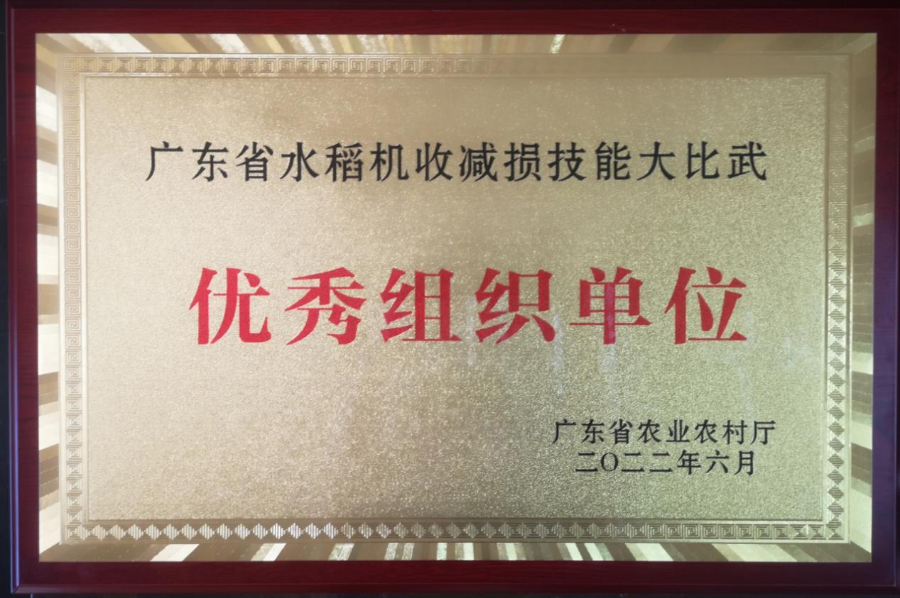 广东省水稻机收减损技能大比武
优秀组织单位
广东省农业农村厅
二〇二二年六月